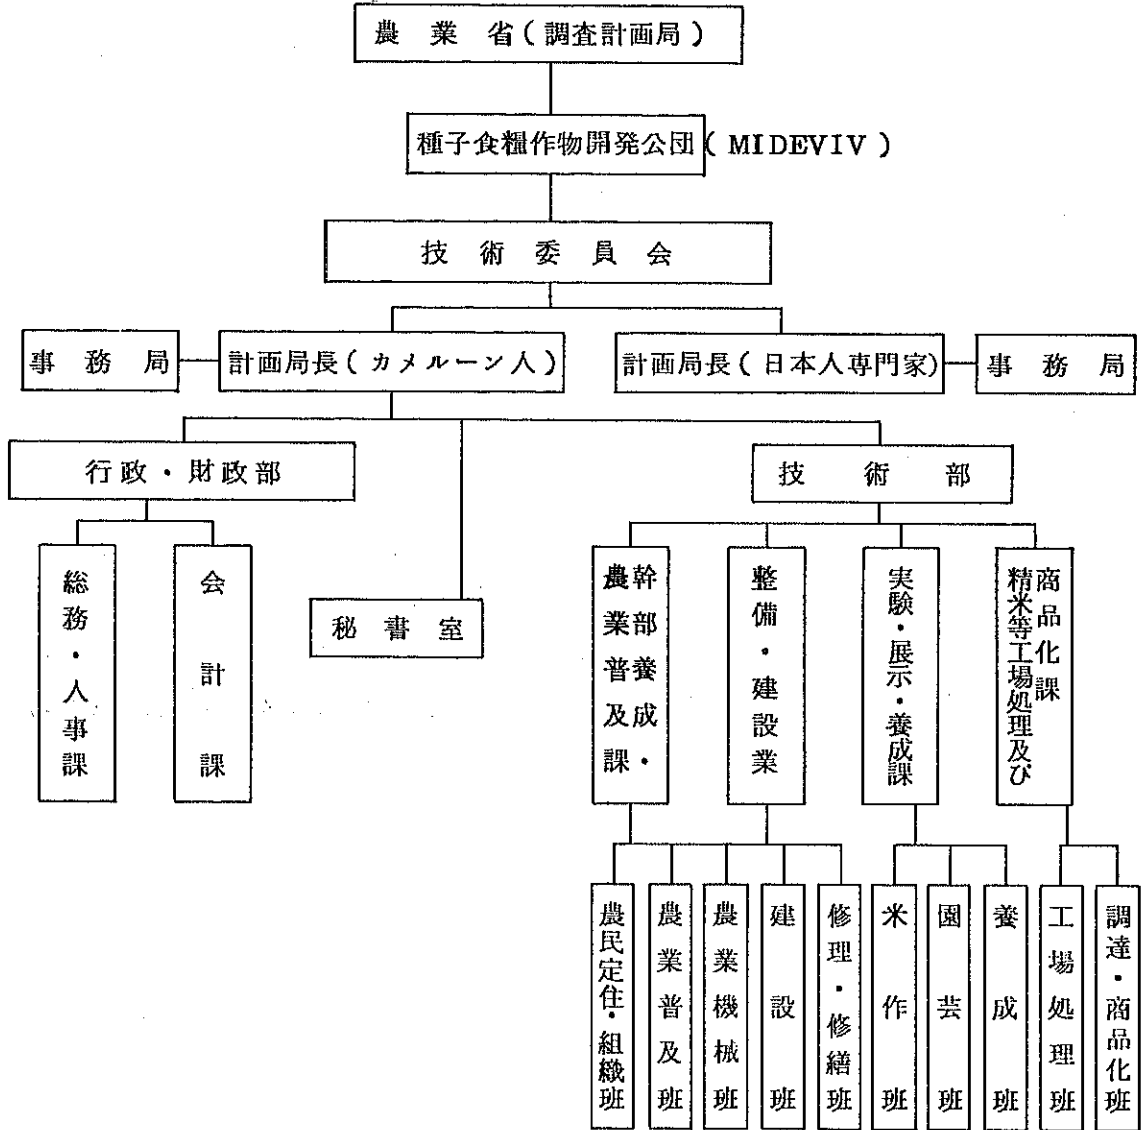 農業省(調査計画局)
種子食糧作物開発公団(MIDEVIV)
技術委員会
事務局
計画局長(カメルーン人)
計画局長(日本人専門家)
事務局
行政・財政部
技術部
総務・人事課
会計課
秘書室
幹部養成・
農業普及課
整備・建設業
実験・展示・養成課
商品化課
精米等工場処理及び
農民定住・組織班
農業普及班
農業機械班
建設班
修理・修繕班
米作班
園芸班
養成班
工場処理班
調達・商品化班